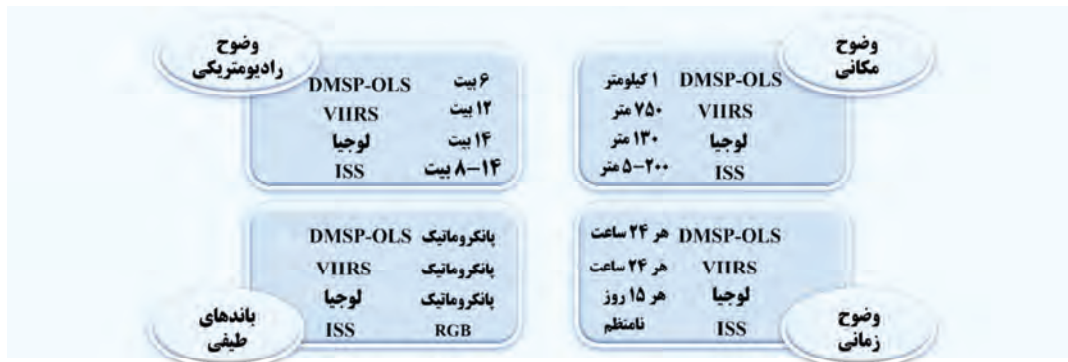 وضوح
مکانی
DMSP-OLS ۱ کیلومتر
VIIRS ۷۵۰ متر
لوجیا ۱۳۰ متر
ISS ۵-۲۰۰ متر
وضوح
رادیومتریکی
۶ بیت DMSP-OLS
۱۲ بیت VIIRS
۱۴ بیت لوجیا
۸-۱۴ بیت ISS
DMSP-OLS هر ۲۴ ساعت
VIIRS هر ۲۴ ساعت
لوجیا هر ۱۵ روز
ISS نامنظم
وضوح
زمانی
پانکروماتیک DMSP-OLS
پانکروماتیک VIIRS
پانکروماتیک لوجیا
RGB ISS
باندهای
طیفی